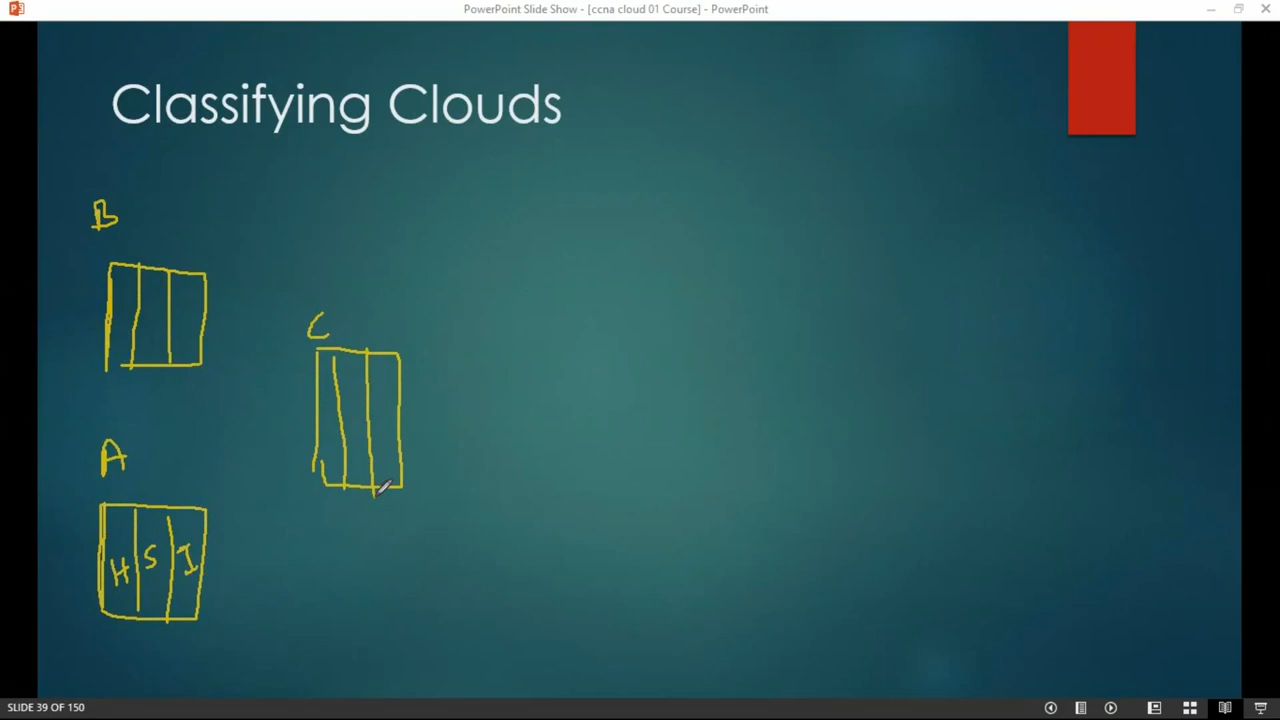 PowerPoint Slide Show - [ccna cloud 01 Course] - PowerPoint
Classifying Clouds
B
C
A
H S I
SLIDE 39 OF 150